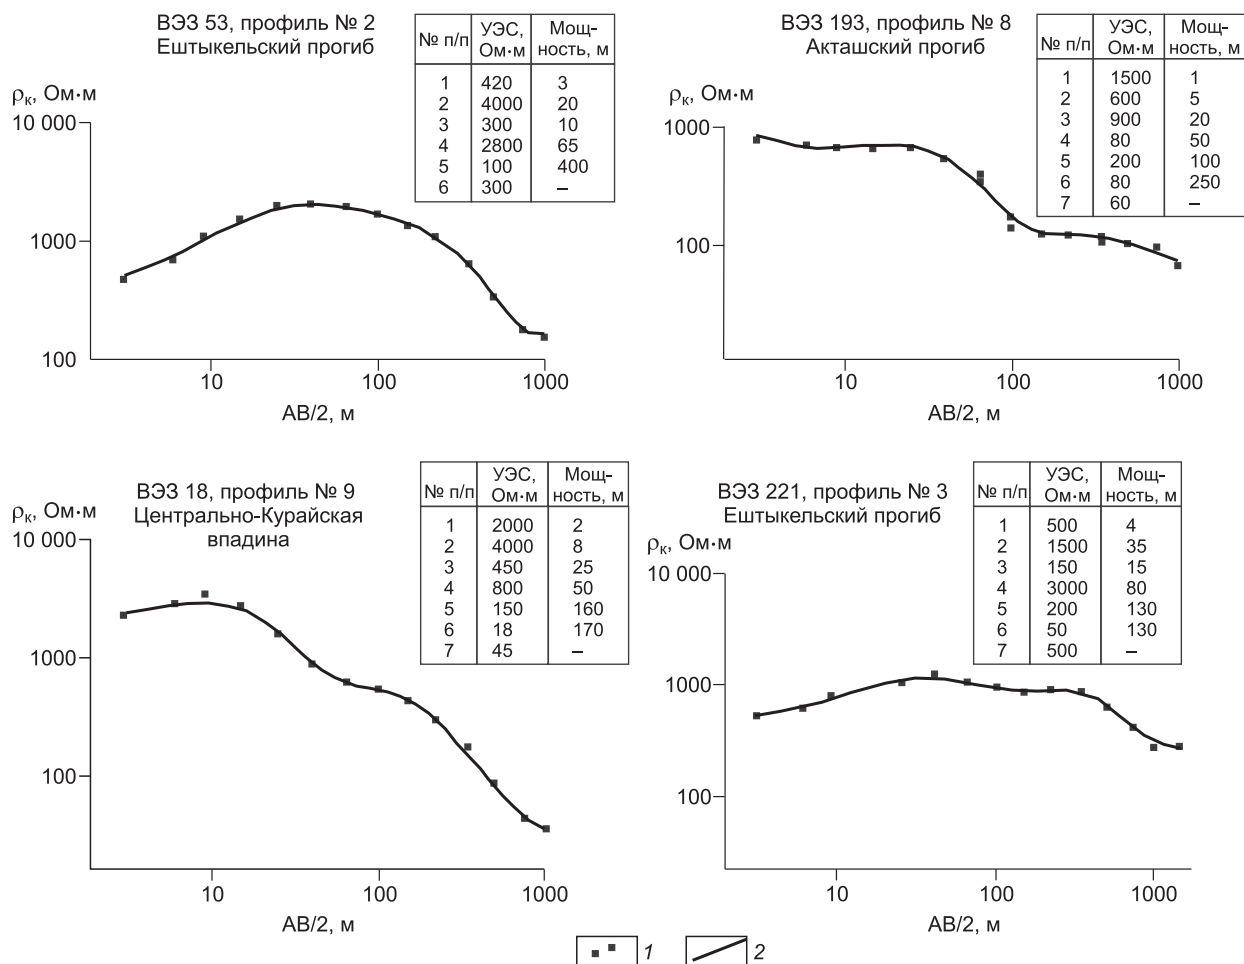 ВЭЗ 53, профиль № 2
Ештыкельский прогиб
№ п/п УЭС, Ом·м Мощ-ность, м
1 420 3
2 4000 20
3 300 10
4 2800 65
5 100 400
6 300 –
ρк, Ом·м
10 000
1000
100
10 100 1000
АВ/2, м
ВЭЗ 193, профиль № 8
Акташский прогиб
№ п/п УЭС, Ом·м Мощ-ность, м
1 1500 1
2 600 5
3 900 20
4 80 50
5 200 100
6 80 250
7 60 –
ρк, Ом·м
1000
100
10 100 1000
АВ/2, м
ВЭЗ 18, профиль № 9
Центрально-Курайская
впадина
№ п/п УЭС, Ом·м Мощ-ность, м
1 2000 2
2 4000 8
3 450 25
4 800 50
5 150 160
6 18 170
7 45 –
ρк, Ом·м
10 000
1000
100
10 100 1000
АВ/2, м
ВЭЗ 221, профиль № 3
Ештыкельский прогиб
№ п/п УЭС, Ом·м Мощ-ность, м
1 500 4
2 1500 35
3 150 15
4 3000 80
5 200 130
6 50 130
7 500 –
ρк, Ом·м
10 000
1000
100
10 100 1000
АВ/2, м
1 2